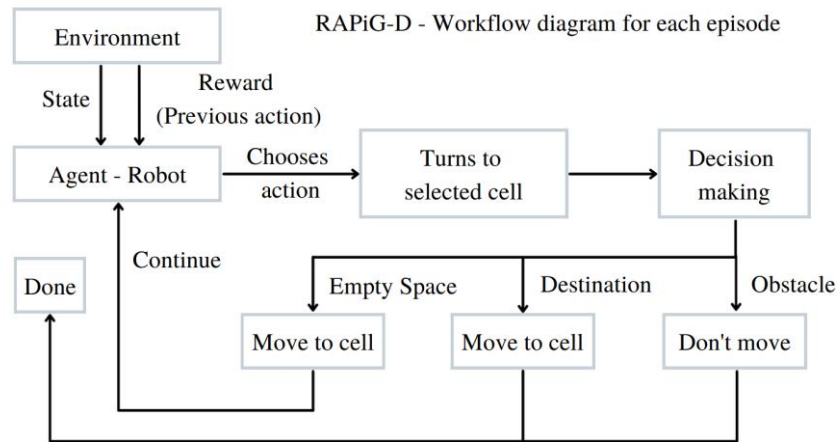 RAPiG-D - Workflow diagram for each episode
Environment
State
Reward
(Previous action)
Agent - Robot
Chooses
action
Turns to
selected cell
Decision
making
Continue
Done
Empty Space
Destination
Obstacle
Move to cell
Move to cell
Don't move